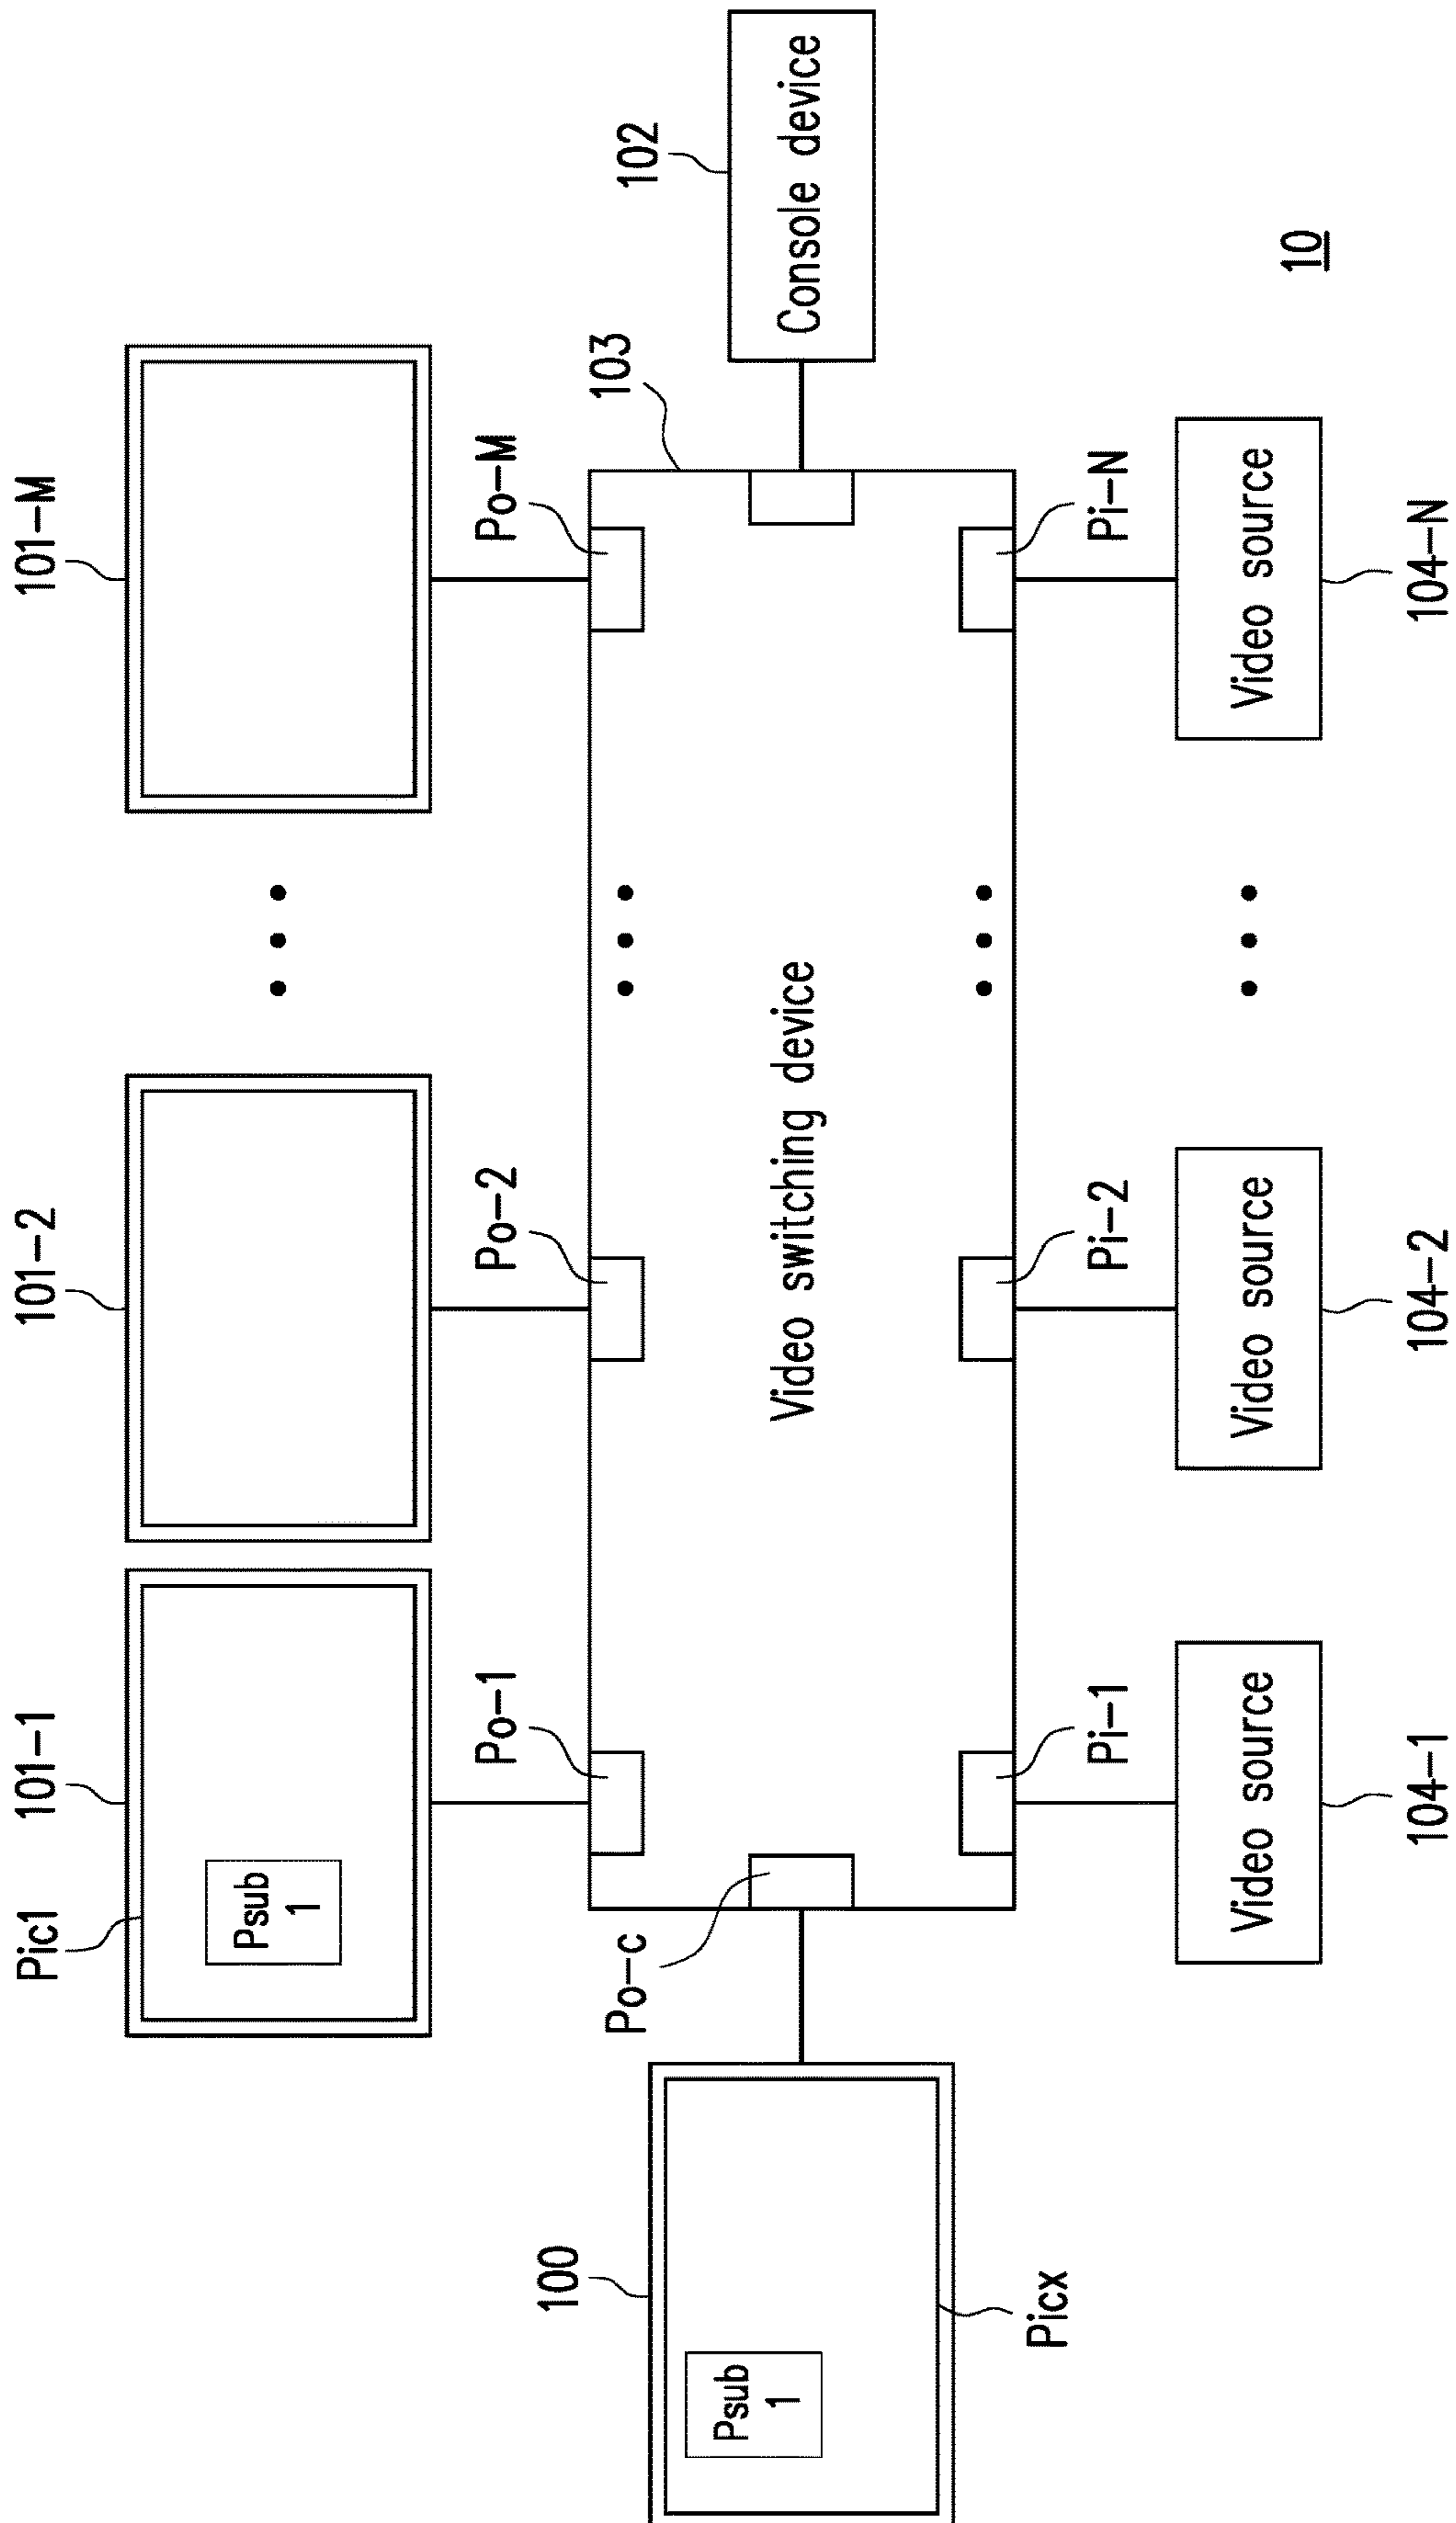 101-1
101-2
101-M
Pic1
Psub
1
Po-1
Po-2
Po-M
103
102
100
Psub
1
Po-c
Video switching device
Console device
Picx
Pi-1
Pi-2
Pi-N
Video source
Video source
Video source
104-1
104-2
104-N
10